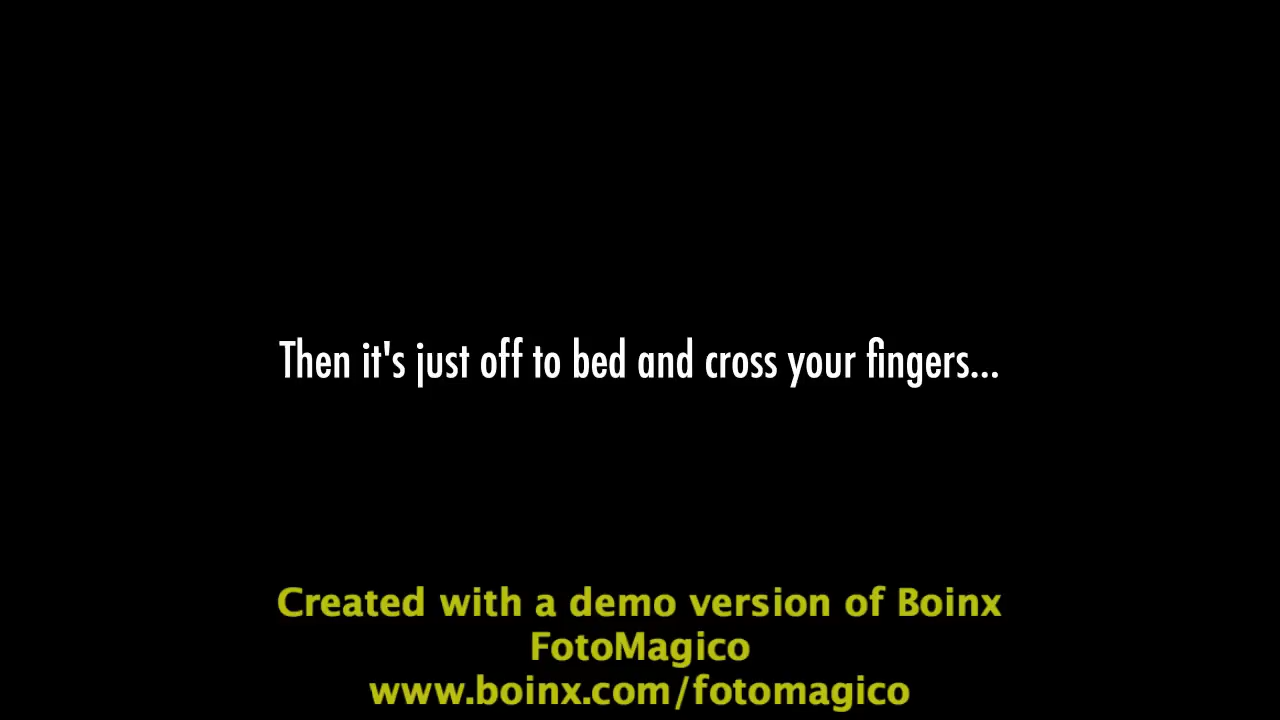 Then it's just off to bed and cross your fingers...
Created with a demo version of Boinx
FotoMagico
www.boinx.com/fotomagico